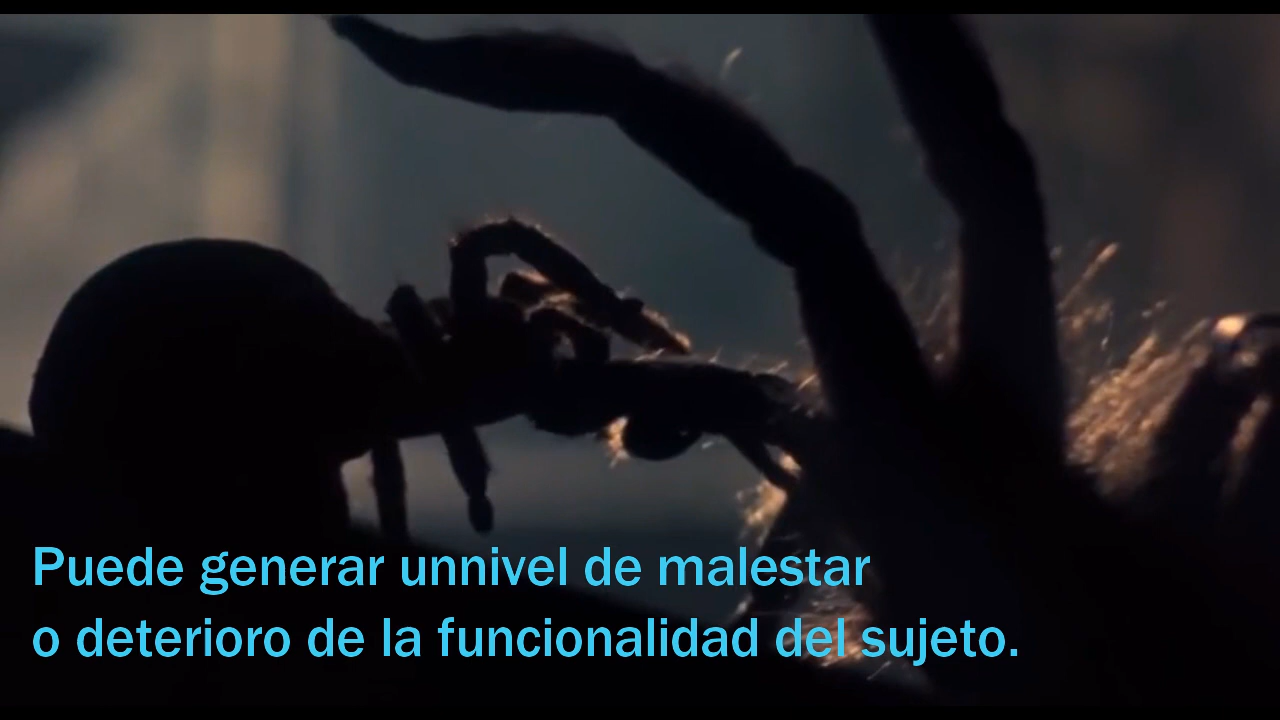 Puede generar unnivel de malestar
o deterioro de la funcionalidad del sujeto.